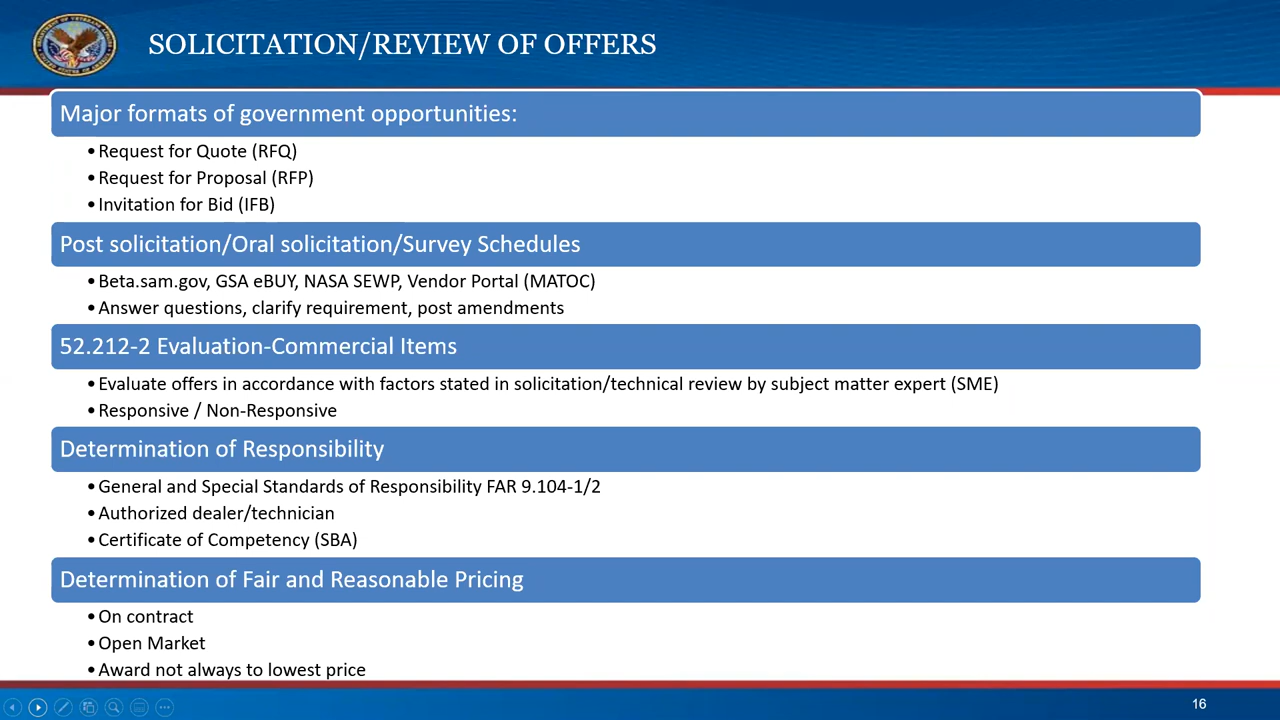 SOLICITATION/REVIEW OF OFFERS
Major formats of government opportunities:
• Request for Quote (RFQ)
• Request for Proposal (RFP)
• Invitation for Bid (IFB)
Post solicitation/Oral solicitation/Survey Schedules
• Beta.sam.gov, GSA eBUY, NASA SEWP, Vendor Portal (MATOC)
• Answer questions, clarify requirement, post amendments
52.212-2 Evaluation-Commercial Items
• Evaluate offers in accordance with factors stated in solicitation/technical review by subject matter expert (SME)
• Responsive / Non-Responsive
Determination of Responsibility
• General and Special Standards of Responsibility FAR 9.104-1/2
• Authorized dealer/technician
• Certificate of Competency (SBA)
Determination of Fair and Reasonable Pricing
• On contract
• Open Market
• Award not always to lowest price
16